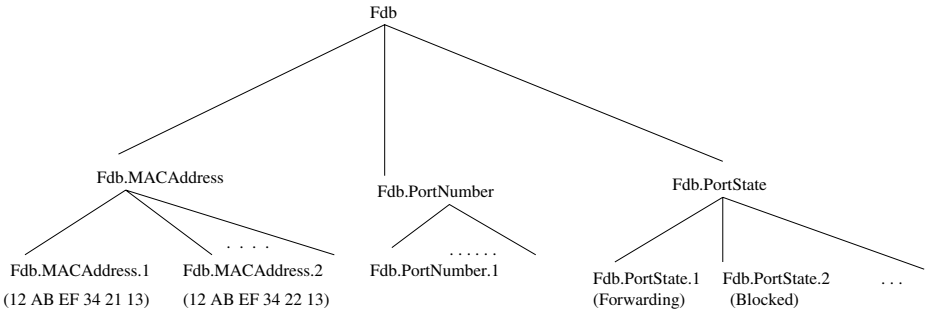 Fdb
Fdb.MACAddress
Fdb.PortNumber
Fdb.PortState
. . . .
Fdb.MACAddress.1
Fdb.MACAddress.2
. . . . . .
Fdb.PortNumber.1
Fdb.PortState.1
Fdb.PortState.2
. . .
(12 AB EF 34 21 13)
(12 AB EF 34 22 13)
(Forwarding)
(Blocked)